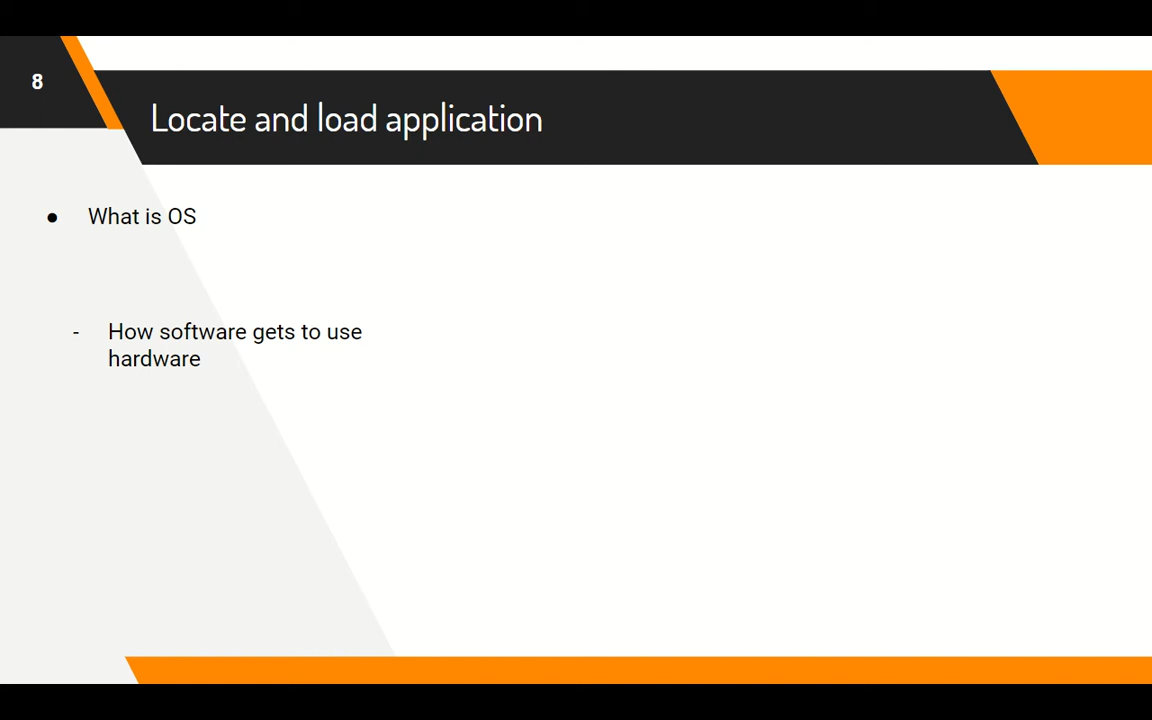 8
Locate and load application
● What is OS
- How software gets to use
hardware